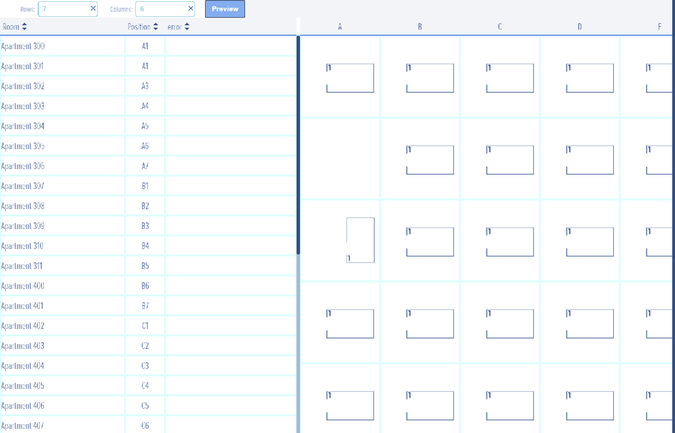 Rows: 7 × Columns: 6 × Preview
Room Position error A B C D E
Apartment 300 A1
Apartment 301 A1
Apartment 302 A3
Apartment 303 A4
Apartment 304 A5
Apartment 305 A6
Apartment 306 A7
Apartment 307 B1
Apartment 308 B2
Apartment 309 B3
Apartment 310 B4
Apartment 311 B5
Apartment 400 B6
Apartment 401 B7
Apartment 402 C1
Apartment 403 C2
Apartment 404 C3
Apartment 405 C4
Apartment 406 C5
Apartment 407 C6
1 1 1 1 1
1 1 1 1
1 1 1 1 1
1 1 1 1 1
1 1 1 1 1